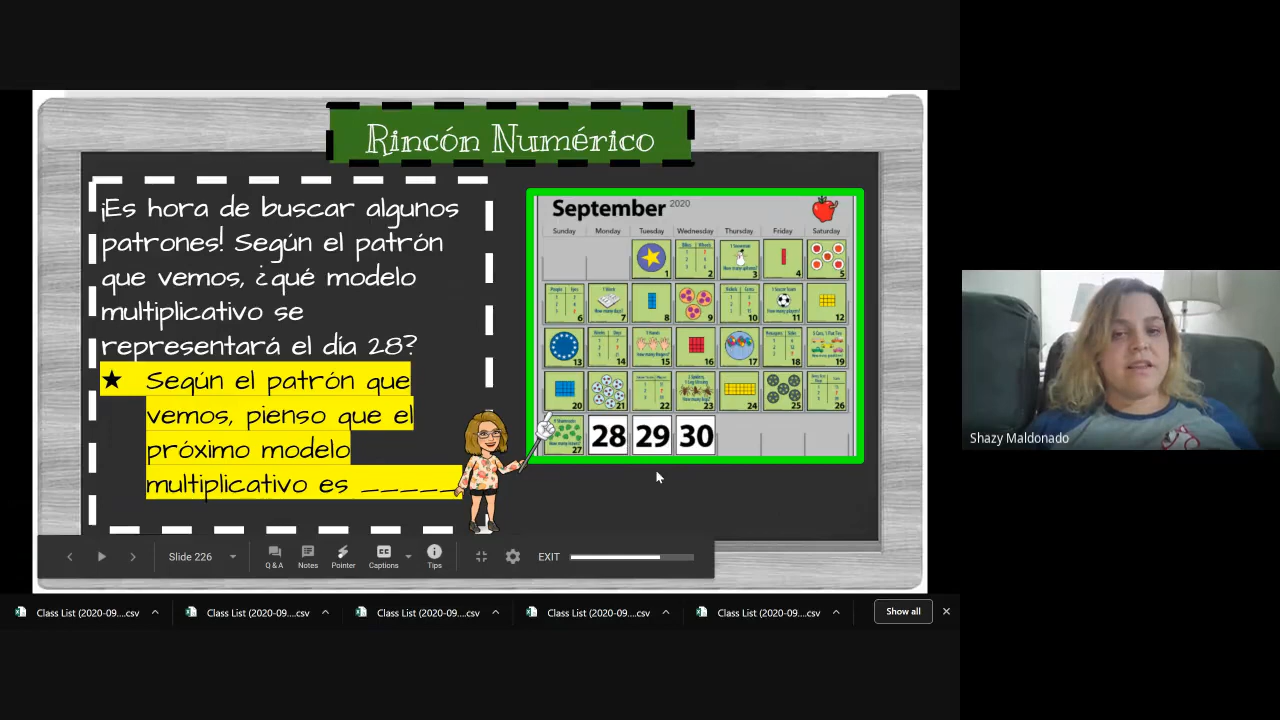 Rincón Numérico
¡Es hora de buscar algunos
patrones! Según el patrón
que vemos, ¿qué modelo
multiplicativo se
representará el día 28?
★ Según el patrón que
vemos, pienso que el
próximo modelo
multiplicativo es _____
September 2020
Sunday Monday Tuesday Wednesday Thursday Friday Saturday
1 2 3 4 5
6 7 8 9 10 11 12
13 14 15 16 17 18 19
20 21 22 23 24 25 26
27 28 29 30
Shazy Maldonado
Slide 226
Q & A
Notes
Pointer
Captions
Tips
EXIT
Class List (2020-09....csv
Class List (2020-09....csv
Class List (2020-09....csv
Class List (2020-09....csv
Class List (2020-09....csv
Show all